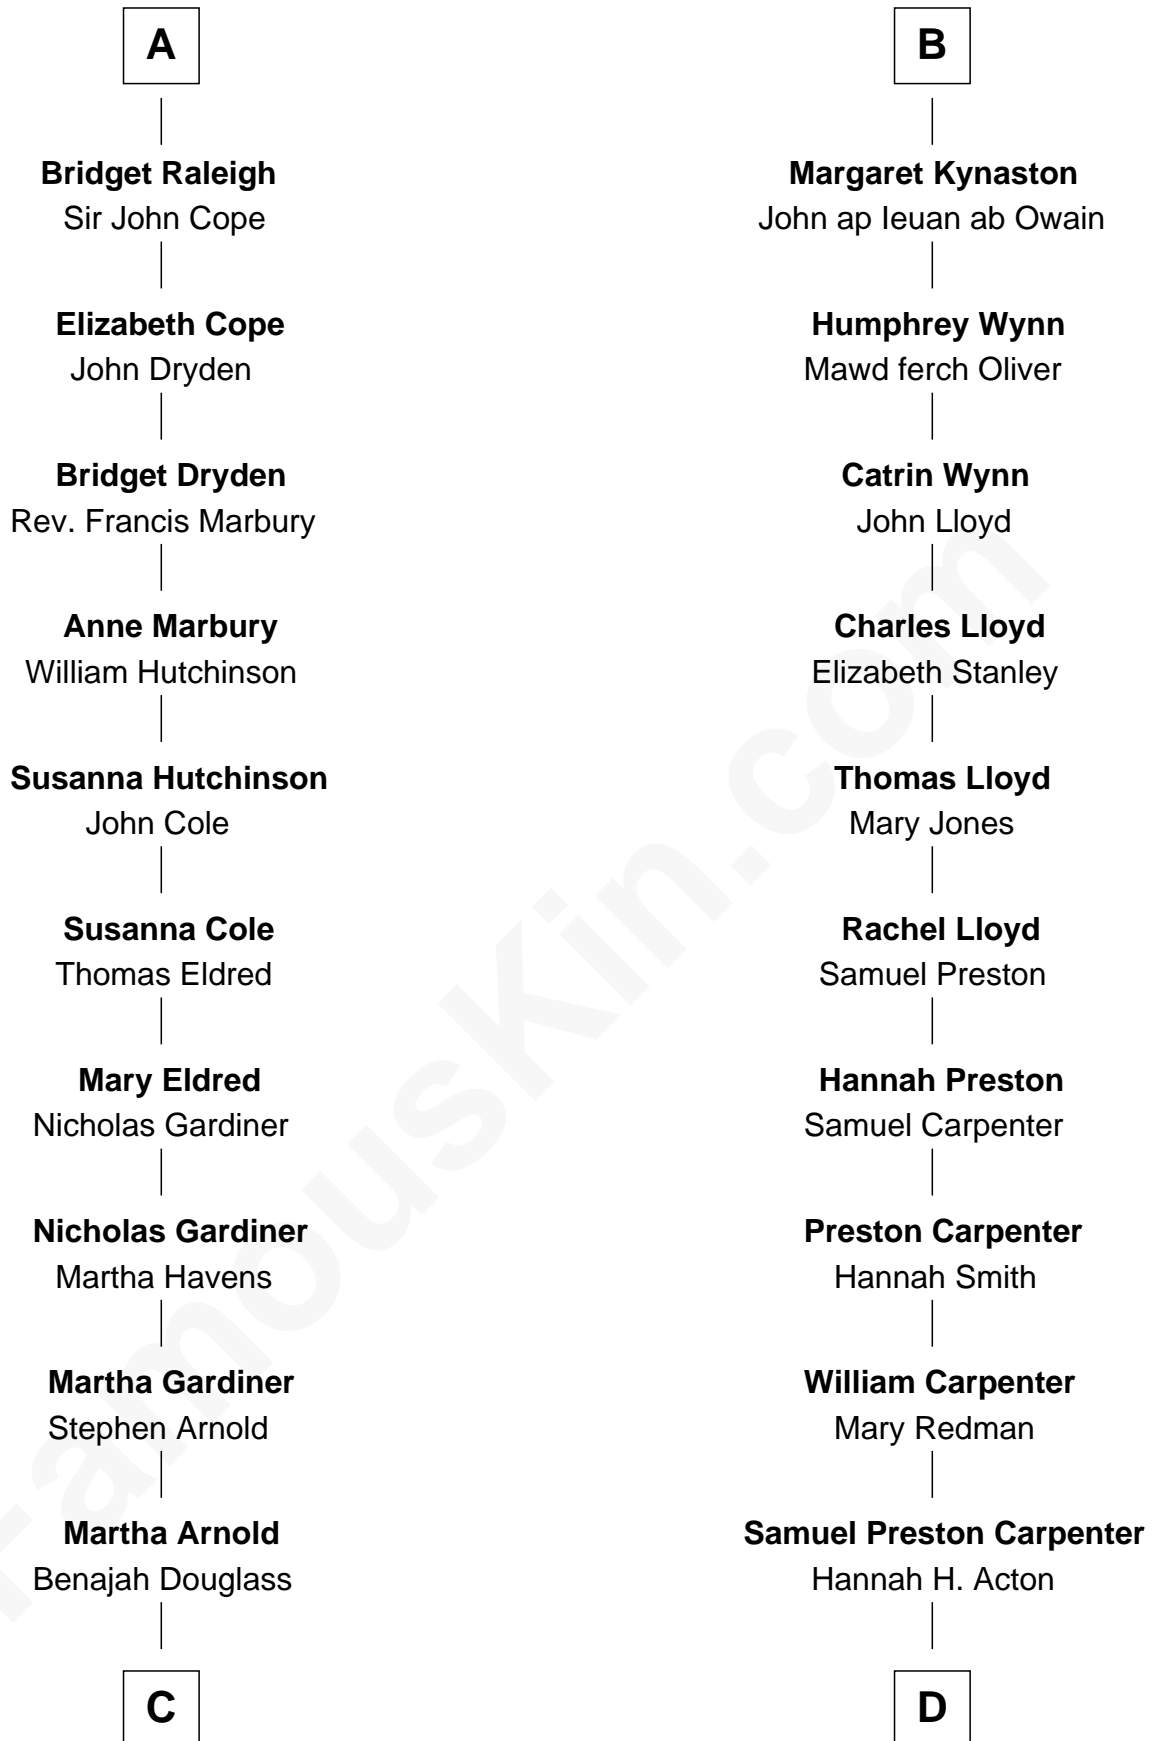 A
Bridget Raleigh
Sir John Cope
Elizabeth Cope
John Dryden
Bridget Dryden
Rev. Francis Marbury
Anne Marbury
William Hutchinson
Susanna Hutchinson
John Cole
Susanna Cole
Thomas Eldred
Mary Eldred
Nicholas Gardiner
Nicholas Gardiner
Martha Havens
Martha Gardiner
Stephen Arnold
Martha Arnold
Benajah Douglass
C
B
Margaret Kynaston
John ap Ieuan ab Owain
Humphrey Wynn
Mawd ferch Oliver
Catrin Wynn
John Lloyd
Charles Lloyd
Elizabeth Stanley
Thomas Lloyd
Mary Jones
Rachel Lloyd
Samuel Preston
Hannah Preston
Samuel Carpenter
Preston Carpenter
Hannah Smith
William Carpenter
Mary Redman
Samuel Preston Carpenter
Hannah H. Acton
D
FamousKin.com